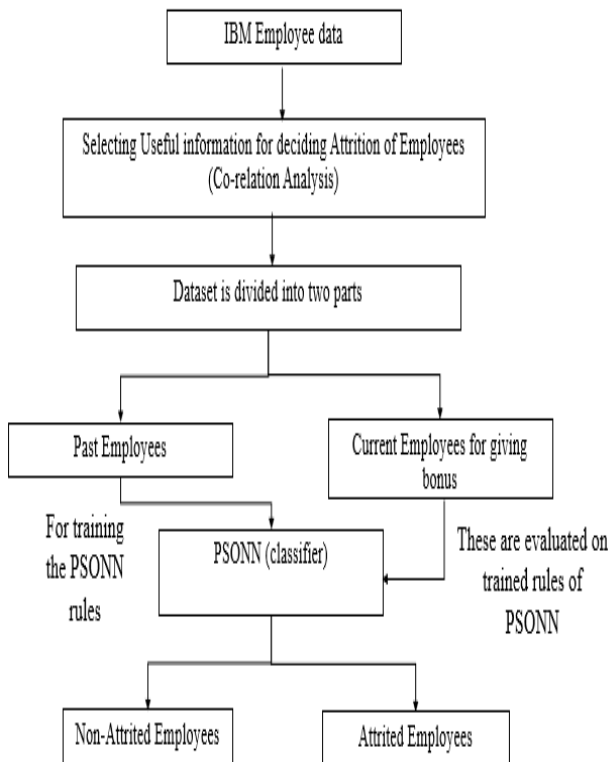 IBM Employee data
Selecting Useful information for deciding Attrition of Employees
(Co-relation Analysis)
Dataset is divided into two parts
Past Employees
Current Employees for giving
bonus
For training
the PSONN
rules
PSONN (classifier)
These are evaluated on
trained rules of
PSONN
Non-Attrited Employees
Attrited Employees